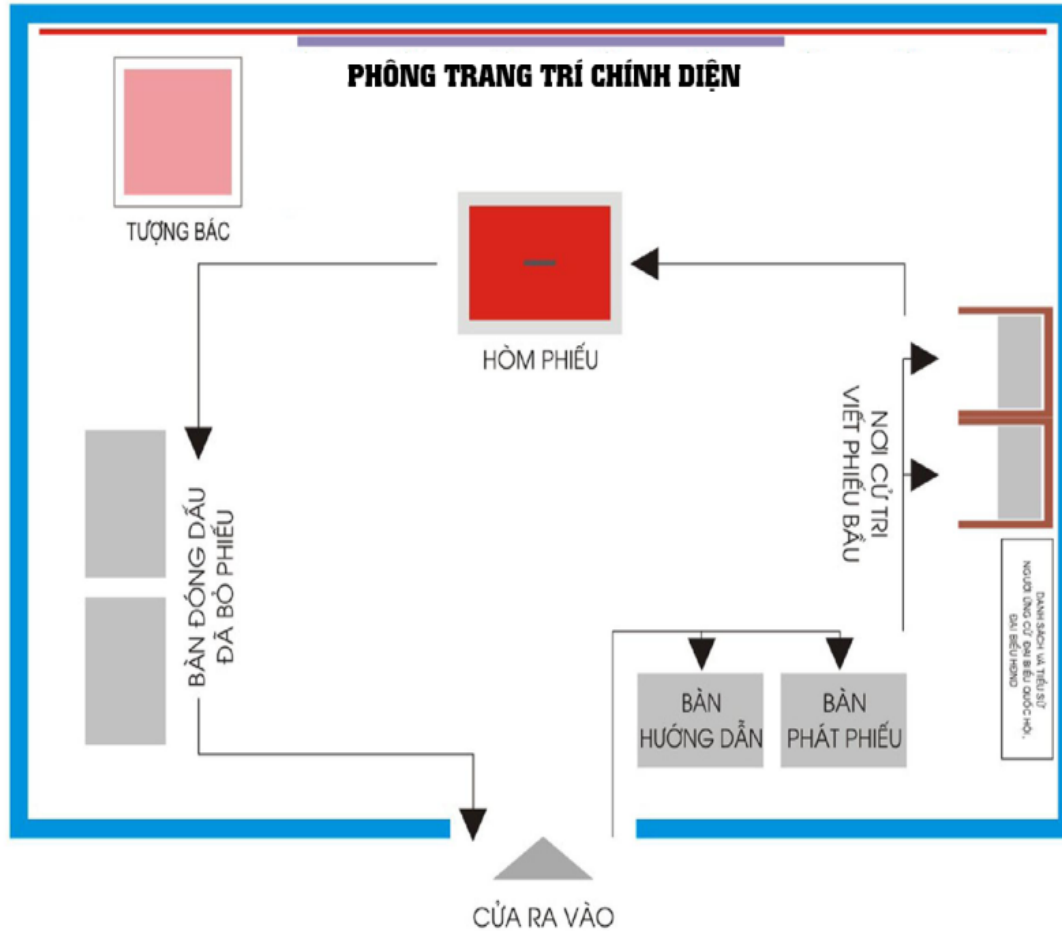 PHÔNG TRANG TRÍ CHÍNH DIỆN
TƯỢNG BÁC
HÒM PHIẾU
NƠI CỬ TRI
VIẾT PHIẾU BẦU
BÀN ĐÓNG DẤU
ĐÃ BỎ PHIẾU
DANH SÁCH VÀ TIỂU SỬ
NGƯỜI ỨNG CỬ ĐẠI BIỂU QUỐC HỘI,
ĐẠI BIỂU HĐND
BÀN
HƯỚNG DẪN
BÀN
PHÁT PHIẾU
CỬA RA VÀO